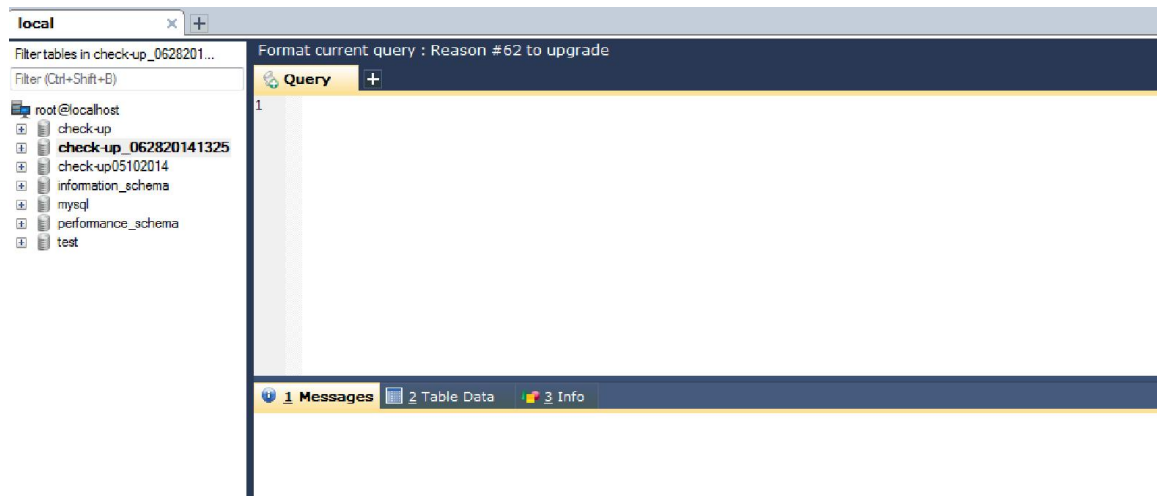 local
Filter tables in check-up_0628201...
Filter (Ctrl+Shift+B)
root@localhost
check-up
check-up_062820141325
check-up05102014
information_schema
mysql
performance_schema
test
Format current query : Reason #62 to upgrade
Query
1
1 Messages 2 Table Data 3 Info